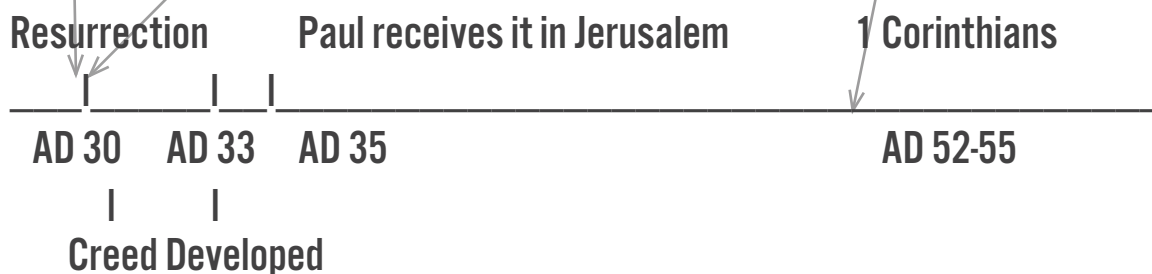 Resurrection Paul receives it in Jerusalem 1 Corinthians
AD 30 AD 33 AD 35 AD 52-55
Creed Developed